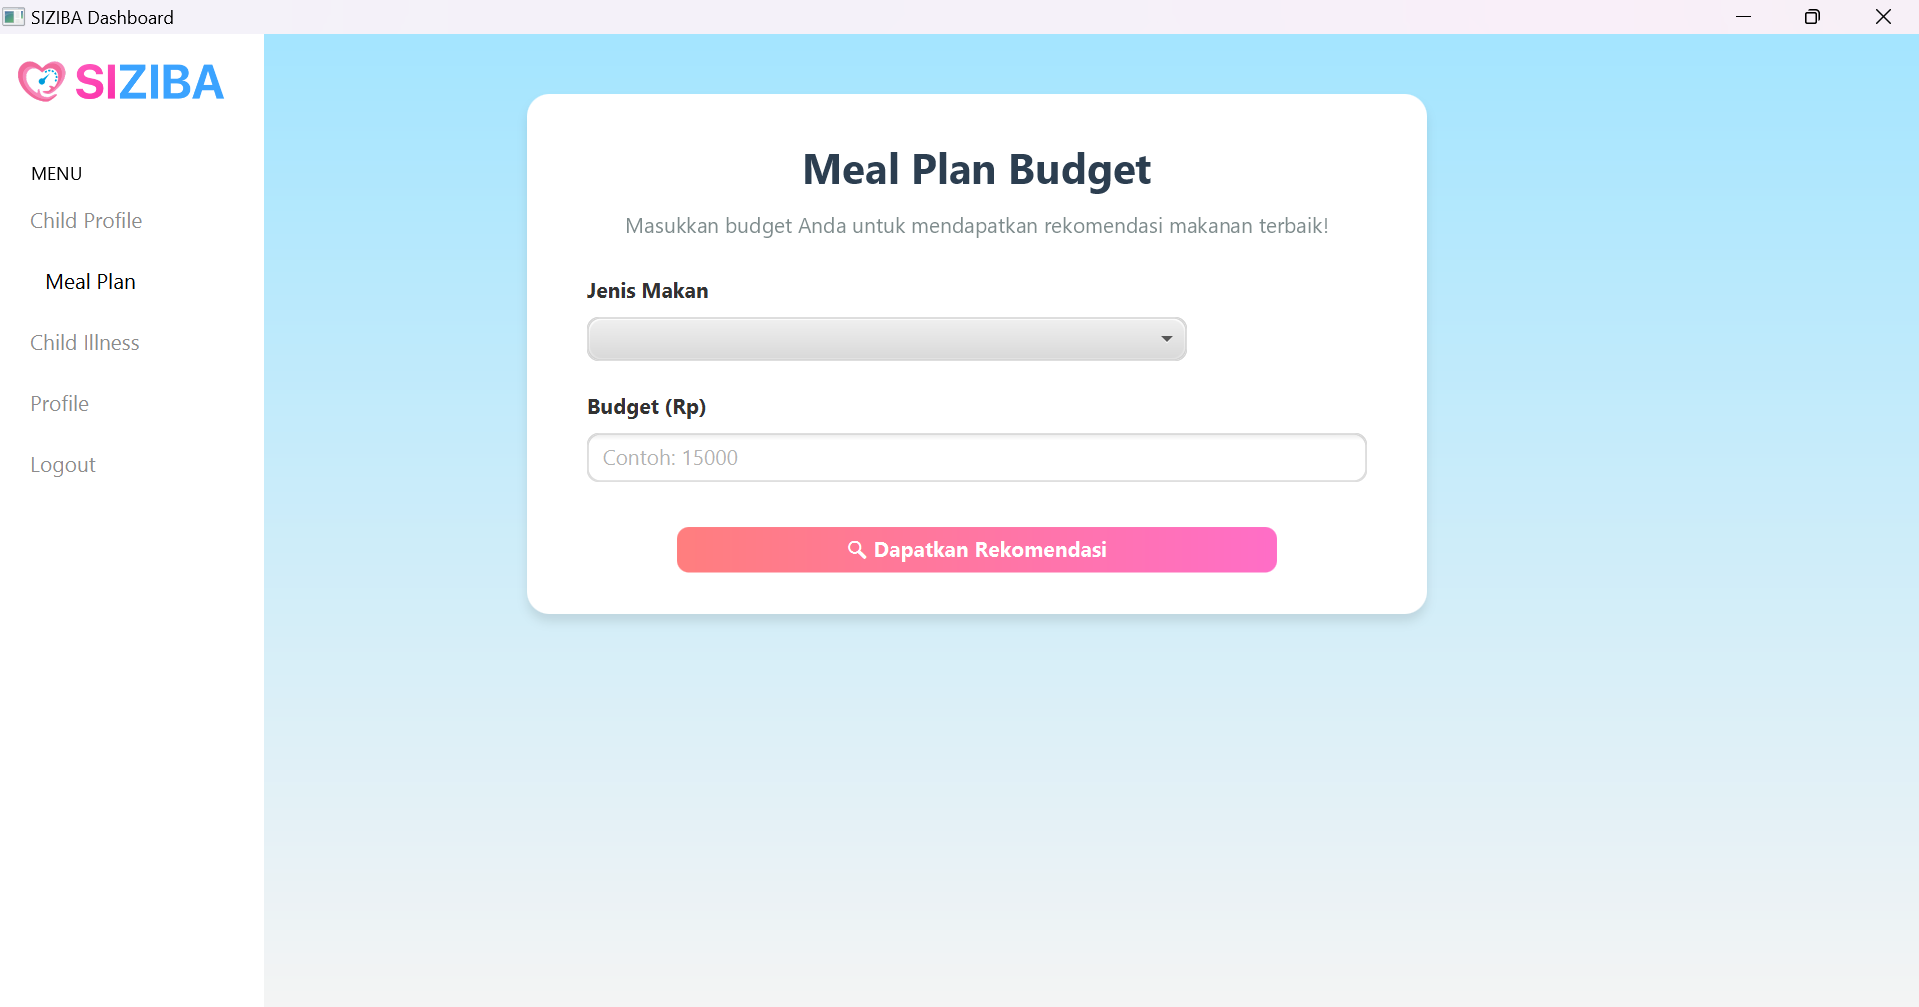 SIZIBA Dashboard
SIZIBA
MENU
Child Profile
Meal Plan
Child Illness
Profile
Logout
Meal Plan Budget
Masukkan budget Anda untuk mendapatkan rekomendasi makanan terbaik!
Jenis Makan
Budget (Rp)
Contoh: 15000
Dapatkan Rekomendasi